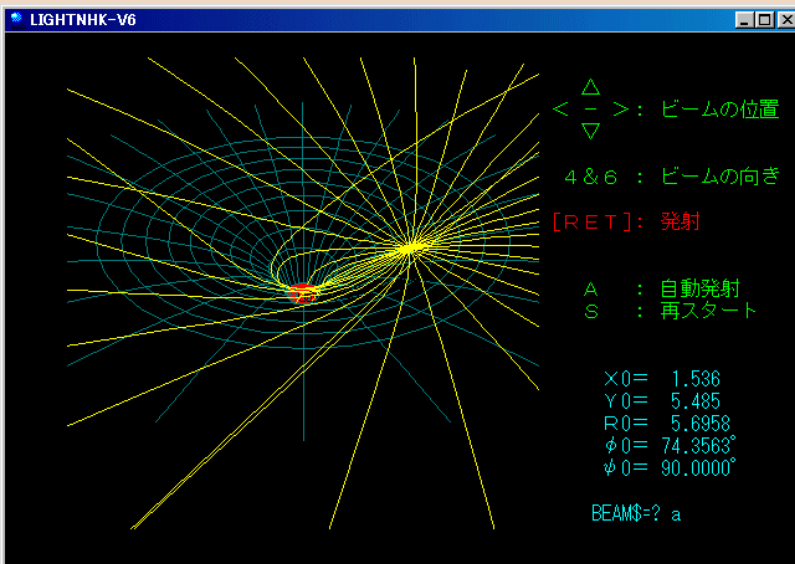 LIGHTNHK-V6
△
< − >： ビームの位置
▽
４＆６ ： ビームの向き
［ＲＥＴ］： 発射
Ａ ： 自動発射
Ｓ ： 再スタート
Ｘ０＝ 1.536
Ｙ０＝ 5.485
Ｒ０＝ 5.6958
φ０＝ 74.3563°
ψ０＝ 90.0000°
BEAM$=? a